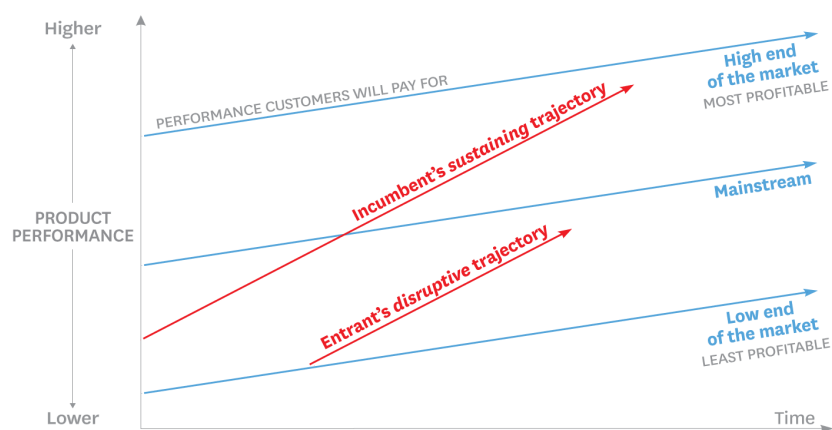 Higher
PERFORMANCE CUSTOMERS WILL PAY FOR
High end
of the market
MOST PROFITABLE
Incumbent's sustaining trajectory
Mainstream
PRODUCT
PERFORMANCE
Entrant's disruptive trajectory
Low end
of the market
LEAST PROFITABLE
Lower
Time